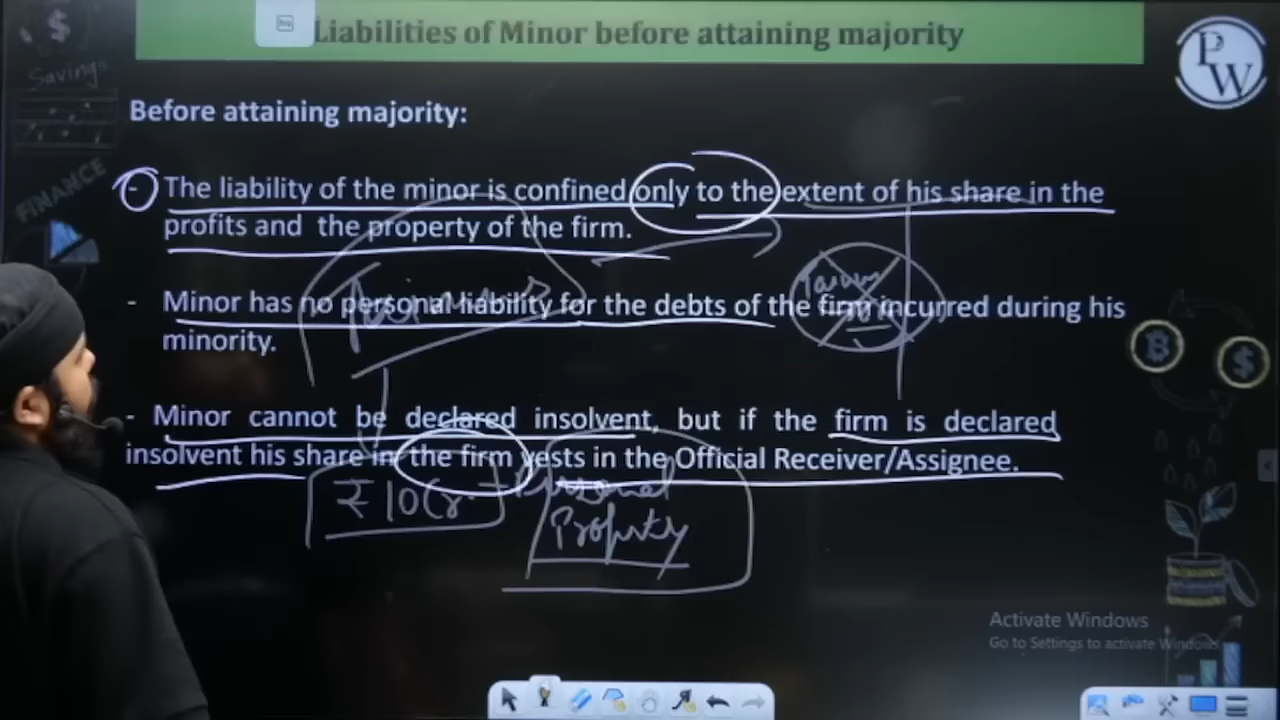 Liabilities of Minor before attaining majority
P
W
Savings
FINANCE
Before attaining majority:
- The liability of the minor is confined only to the extent of his share in the
profits and the property of the firm.
- Minor has no personal liability for the debts of the firm incurred during his
minority.
- Minor cannot be declared insolvent, but if the firm is declared
insolvent his share in the firm vests in the Official Receiver/Assignee.
₹10Cr. + Personal
Property
Activate Windows
Go to Settings to activate Windows